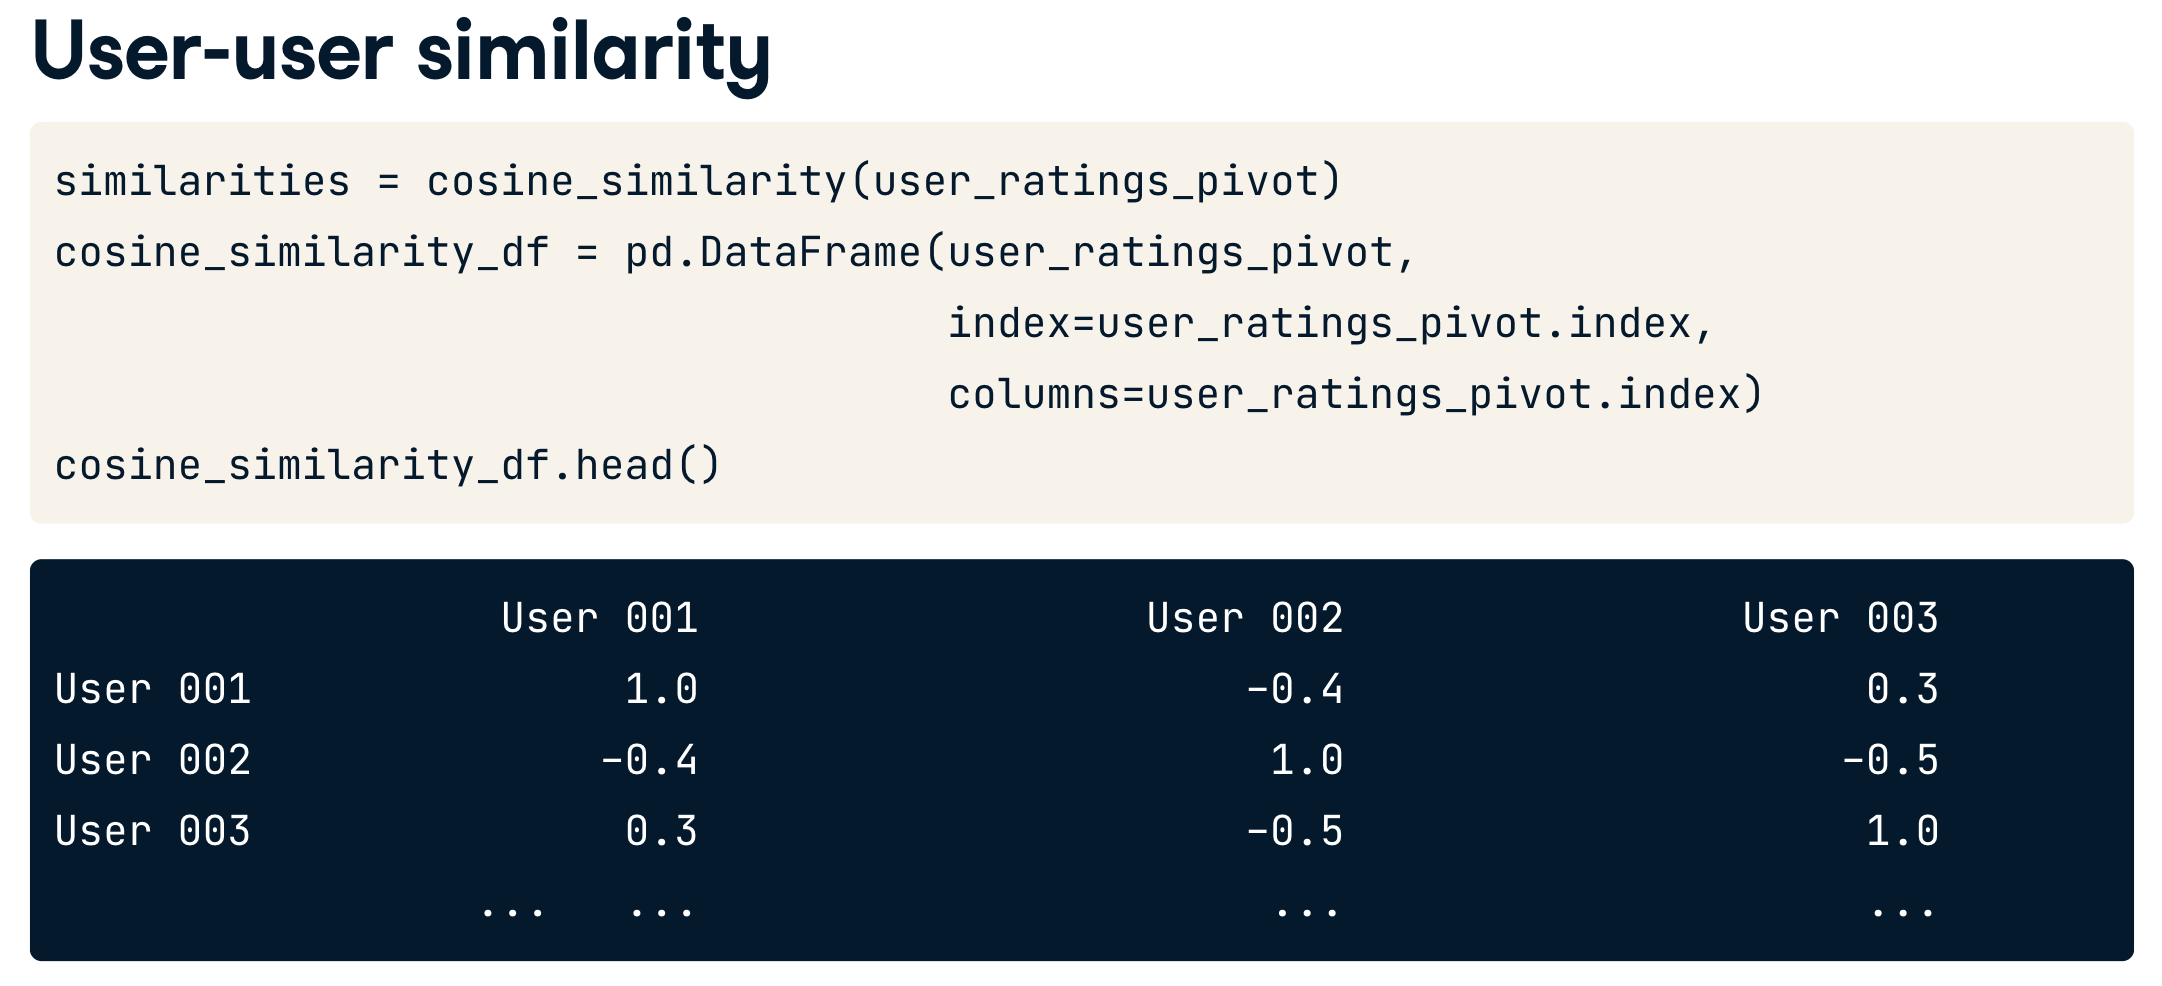 User-user similarity
similarities = cosine_similarity(user_ratings_pivot)
cosine_similarity_df = pd.DataFrame(user_ratings_pivot,
index=user_ratings_pivot.index,
columns=user_ratings_pivot.index)
cosine_similarity_df.head()
User 001 User 002 User 003
User 001 1.0 -0.4 0.3
User 002 -0.4 1.0 -0.5
User 003 0.3 -0.5 1.0
... ... ... ...